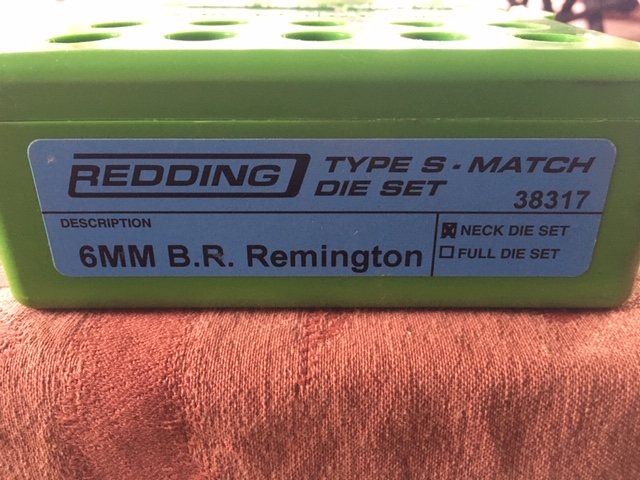 REDDING
TYPE S - MATCH
DIE SET
38317
DESCRIPTION
6MM B.R. Remington
NECK DIE SET
FULL DIE SET